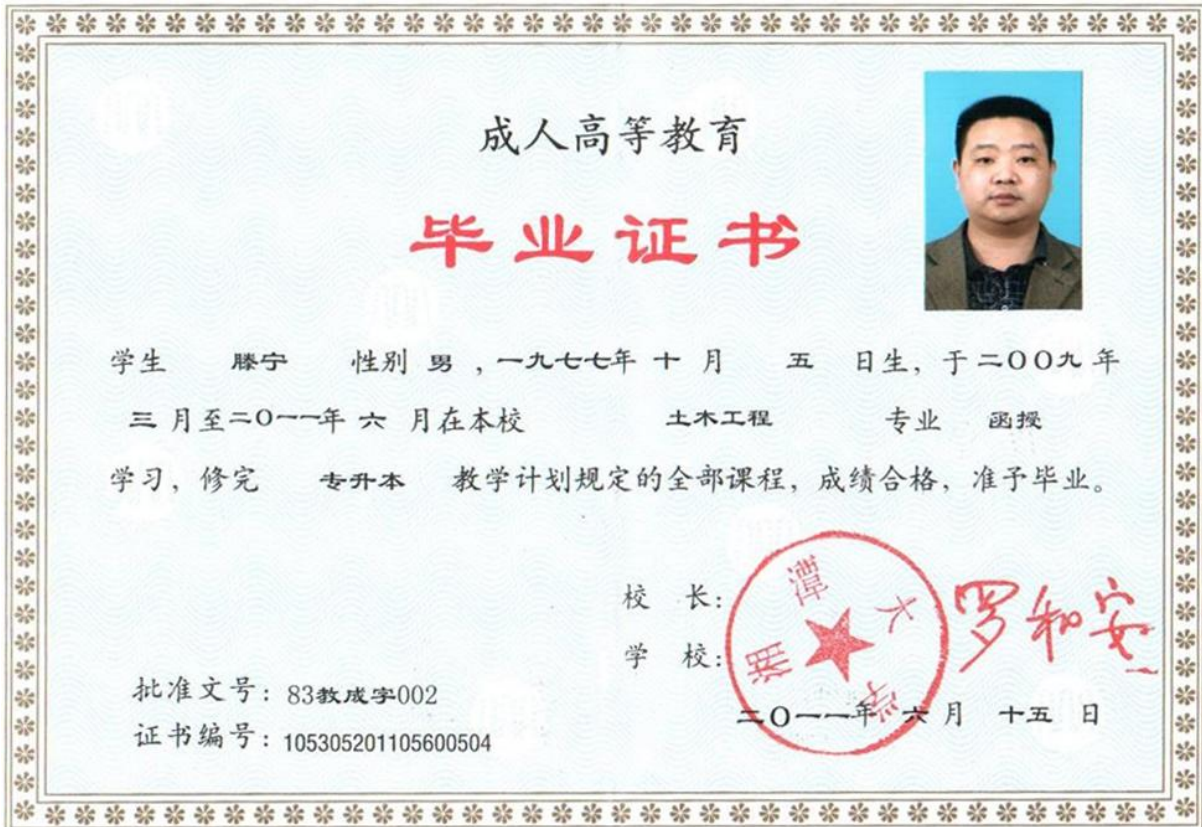 成人高等教育
毕业证书
学生 滕宁 性别 男，一九七七年 十 月 五 日生，于二〇〇九 年
三 月至二〇一一年 六 月在本校 土木工程 专业 函授
学习，修完 专升本 教学计划规定的全部课程，成绩合格，准予毕业。
校 长：罗和安
学 校：湘潭大学
批准文号：83教成字002
二〇一一年 六 月 十五 日
证书编号：105305201105600504